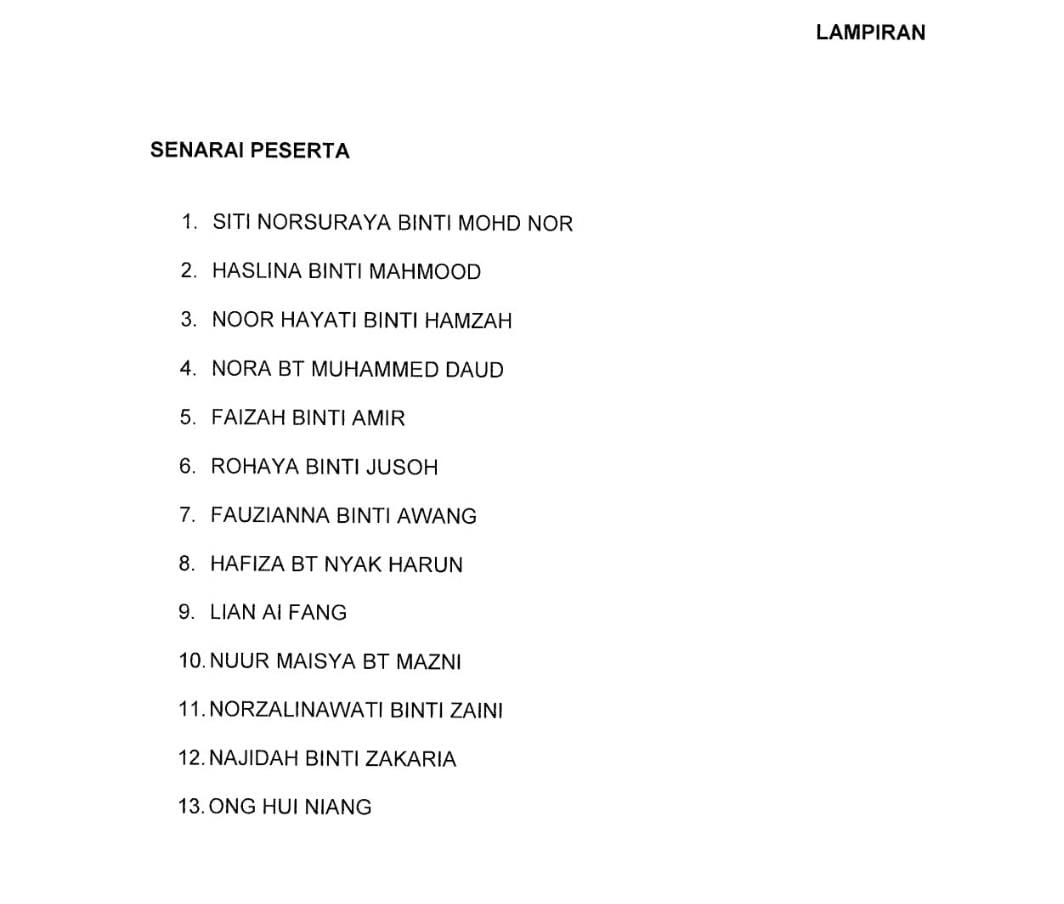 LAMPIRAN
SENARAI PESERTA
1. SITI NORSURAYA BINTI MOHD NOR
2. HASLINA BINTI MAHMOOD
3. NOOR HAYATI BINTI HAMZAH
4. NORA BT MUHAMMED DAUD
5. FAIZAH BINTI AMIR
6. ROHAYA BINTI JUSOH
7. FAUZIANNA BINTI AWANG
8. HAFIZA BT NYAK HARUN
9. LIAN AI FANG
10. NUUR MAISYA BT MAZNI
11. NORZALINAWATI BINTI ZAINI
12. NAJIDAH BINTI ZAKARIA
13. ONG HUI NIANG